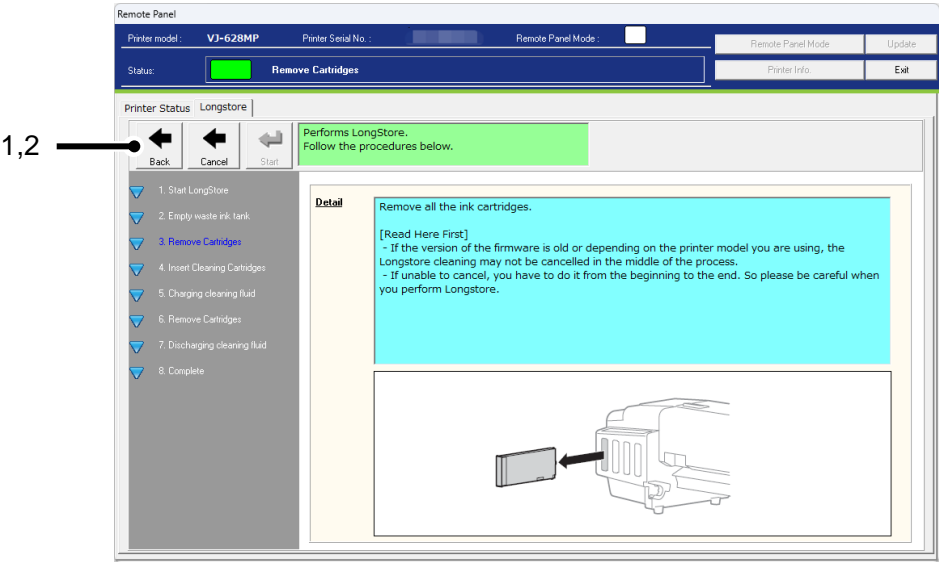 Remote Panel
Printer model : VJ-628MP Printer Serial No. : Remote Panel Mode : Remote Panel Mode Update
Status: Remove Cartridges Printer Info. Exit
Printer Status Longstore
1,2
Back Cancel Start
Performs LongStore.
Follow the procedures below.
1. Start LongStore
2. Empty waste ink tank
3. Remove Cartridges
4. Insert Cleaning Cartridges
5. Charging cleaning fluid
6. Remove Cartridges
7. Discharging cleaning fluid
8. Complete
Detail
Remove all the ink cartridges.
[Read Here First]
- If the version of the firmware is old or depending on the printer model you are using, the
Longstore cleaning may not be cancelled in the middle of the process.
- If unable to cancel, you have to do it from the beginning to the end. So please be careful when
you perform Longstore.